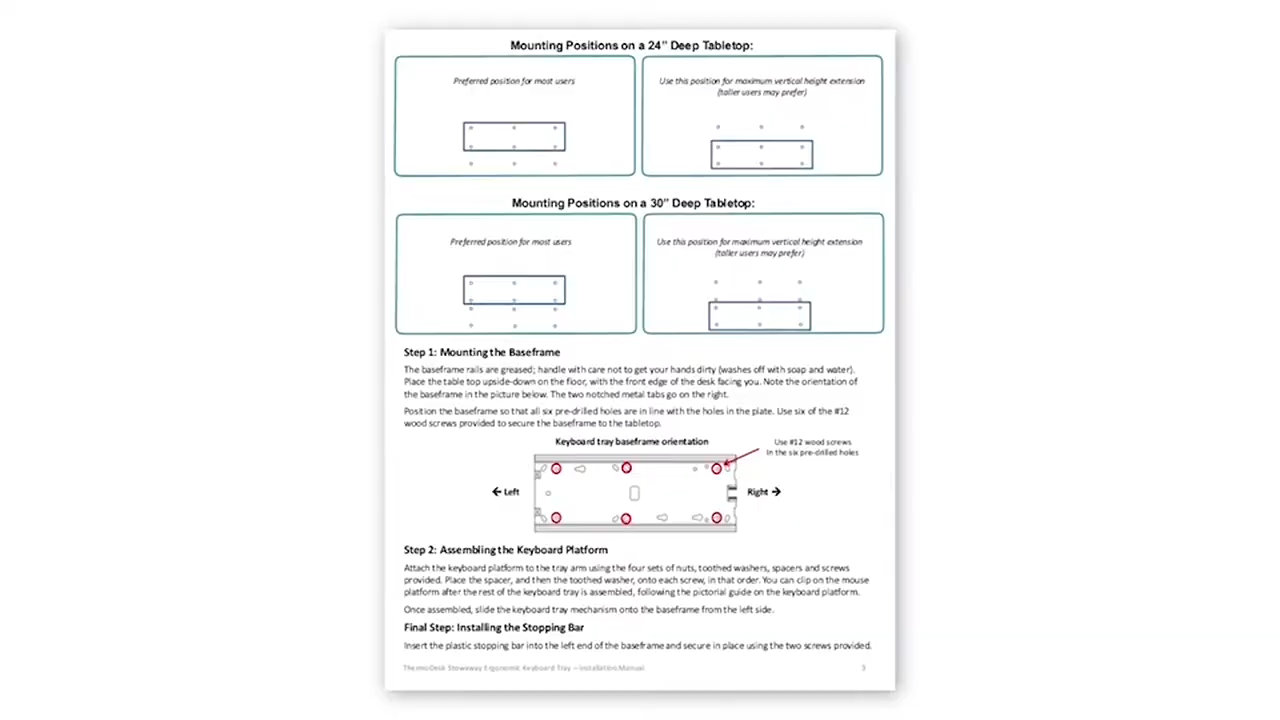 Mounting Positions on a 24" Deep Tabletop:
Preferred position for most users
Use this position for maximum vertical height extension
(taller users may prefer)
Mounting Positions on a 30" Deep Tabletop:
Preferred position for most users
Use this position for maximum vertical height extension
(taller users may prefer)
Step 1: Mounting the Baseframe
The baseframe rails are greased; handle with care not to get your hands dirty (washes off with soap and water).
Place the table top upside-down on the floor, with the front edge of the desk facing you. Note the orientation of
the baseframe in the picture below. The two notched metal tabs go on the right.
Position the baseframe so that all six pre-drilled holes are in line with the holes in the plate. Use six of the #12
wood screws provided to secure the baseframe to the tabletop.
Keyboard tray baseframe orientation
Use #12 wood screws
in the six pre-drilled holes
← Left
Right →
Step 2: Assembling the Keyboard Platform
Attach the keyboard platform to the tray arm using the four sets of nuts, toothed washers, spacers and screws
provided. Place the spacer, and then the toothed washer, onto each screw, in that order. You can clip on the mouse
platform after the rest of the keyboard tray is assembled, following the pictorial guide on the keyboard platform.
Once assembled, slide the keyboard tray mechanism onto the baseframe from the left side.
Final Step: Installing the Stopping Bar
Insert the plastic stopping bar into the left end of the baseframe and secure in place using the two screws provided.
ThermoDesk Stowaway Ergonomic Keyboard Tray – Installation Manual
3